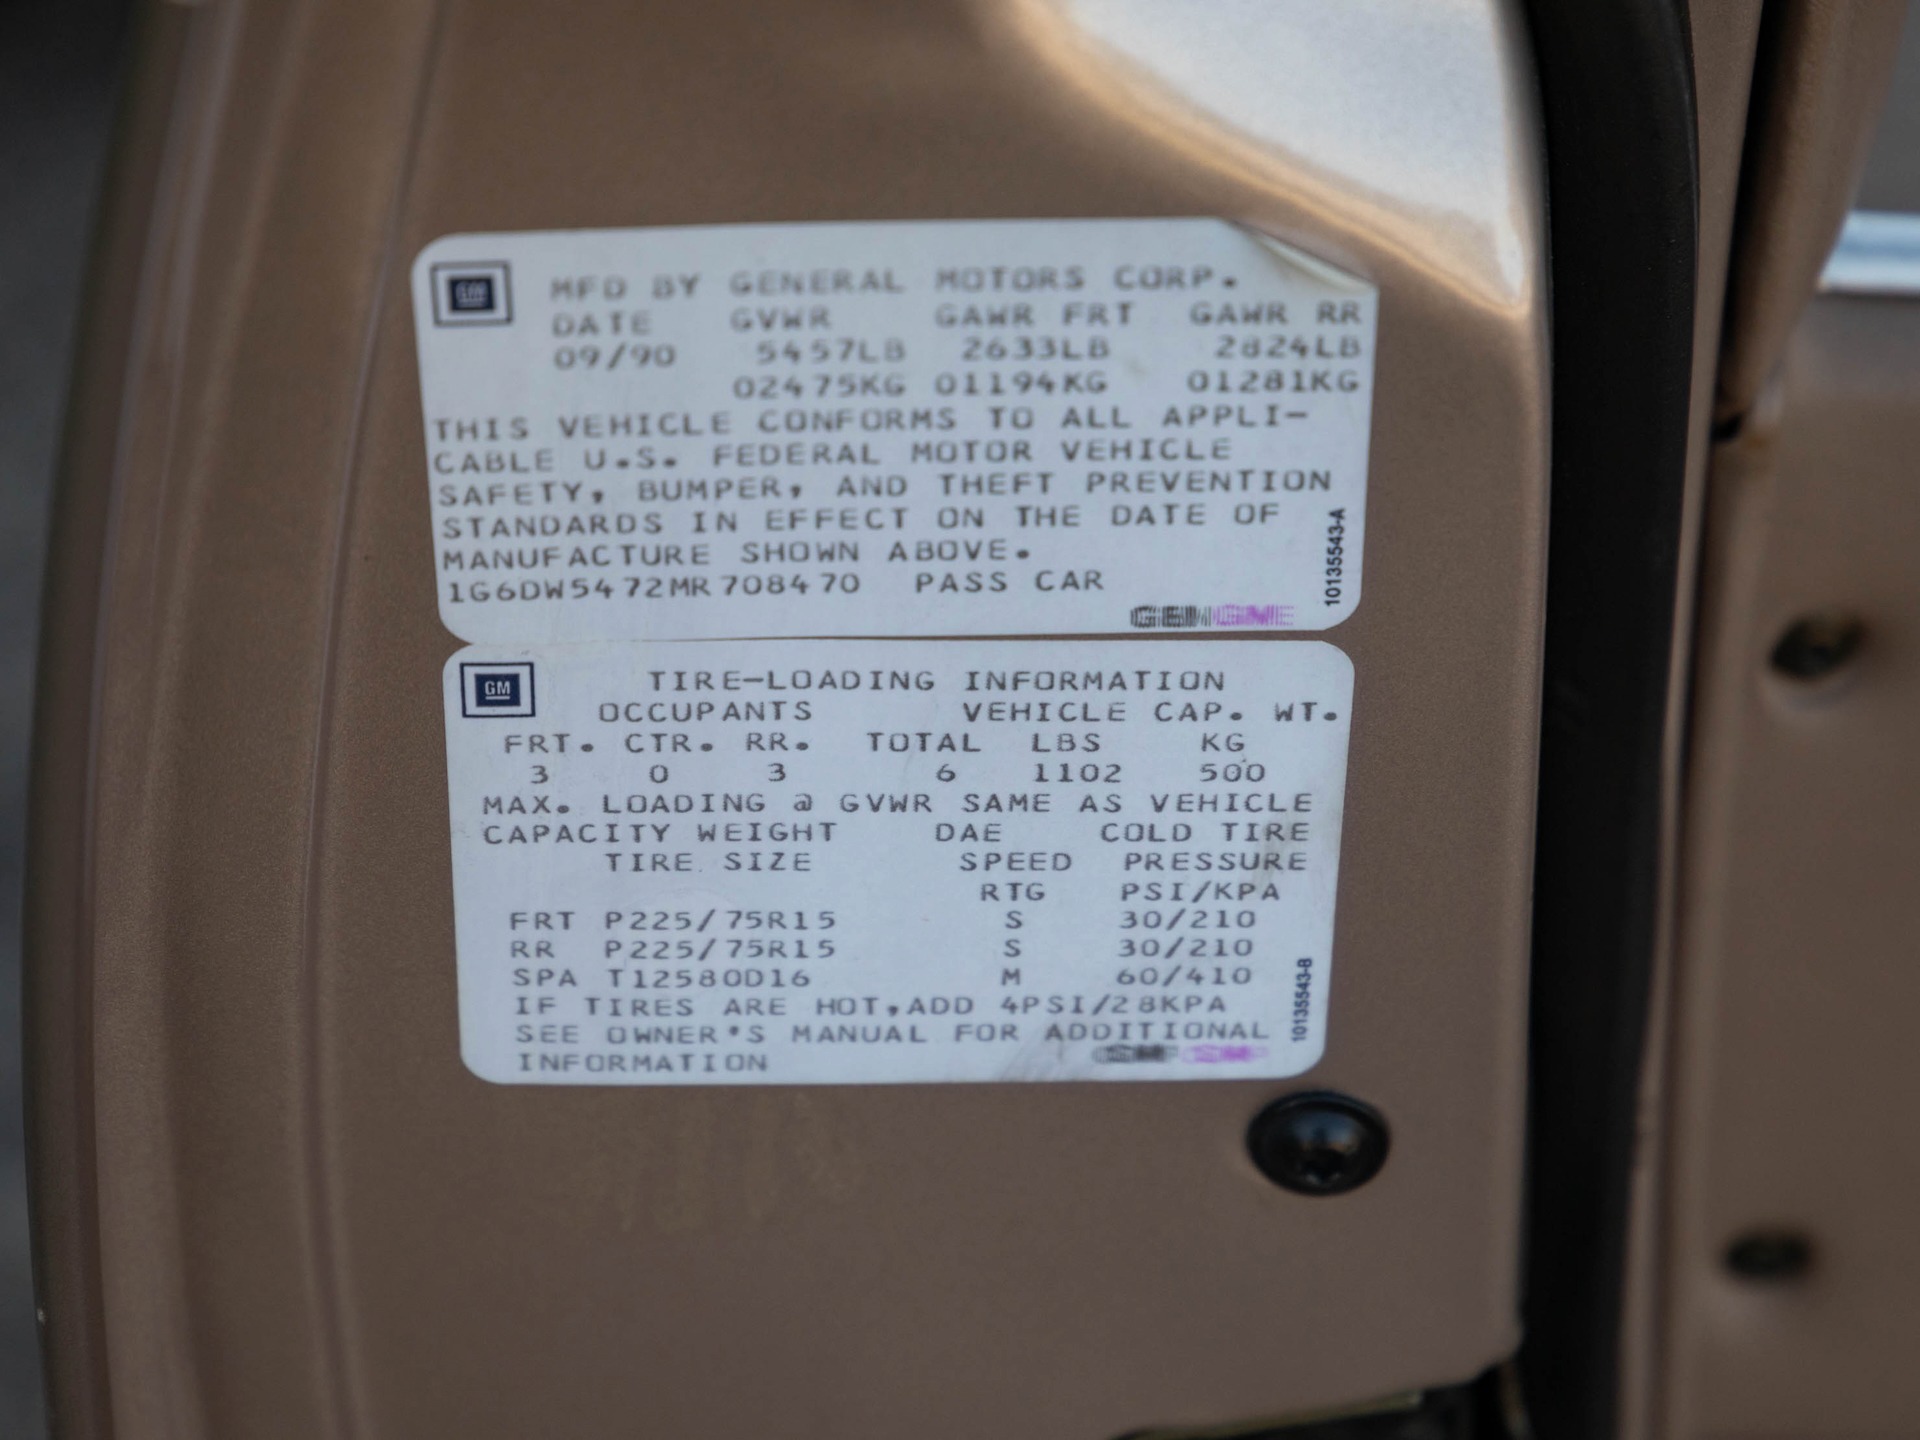 GM
MFD BY GENERAL MOTORS CORP.
DATE GVWR GAWR FRT GAWR RR
09/90 5457LB 2633LB 2824LB
02475KG 01194KG 01281KG
THIS VEHICLE CONFORMS TO ALL APPLI-
CABLE U.S. FEDERAL MOTOR VEHICLE
SAFETY, BUMPER, AND THEFT PREVENTION
STANDARDS IN EFFECT ON THE DATE OF
MANUFACTURE SHOWN ABOVE.
1G6DW5472MR708470 PASS CAR
10135543-A
GM
TIRE-LOADING INFORMATION
OCCUPANTS VEHICLE CAP. WT.
FRT. CTR. RR. TOTAL LBS KG
3 0 3 6 1102 500
MAX. LOADING @ GVWR SAME AS VEHICLE
CAPACITY WEIGHT DAE COLD TIRE
TIRE SIZE SPEED PRESSURE
RTG PSI/KPA
FRT P225/75R15 S 30/210
RR P225/75R15 S 30/210
SPA T12580D16 M 60/410
IF TIRES ARE HOT,ADD 4PSI/28KPA
SEE OWNER'S MANUAL FOR ADDITIONAL
INFORMATION
10135543-B